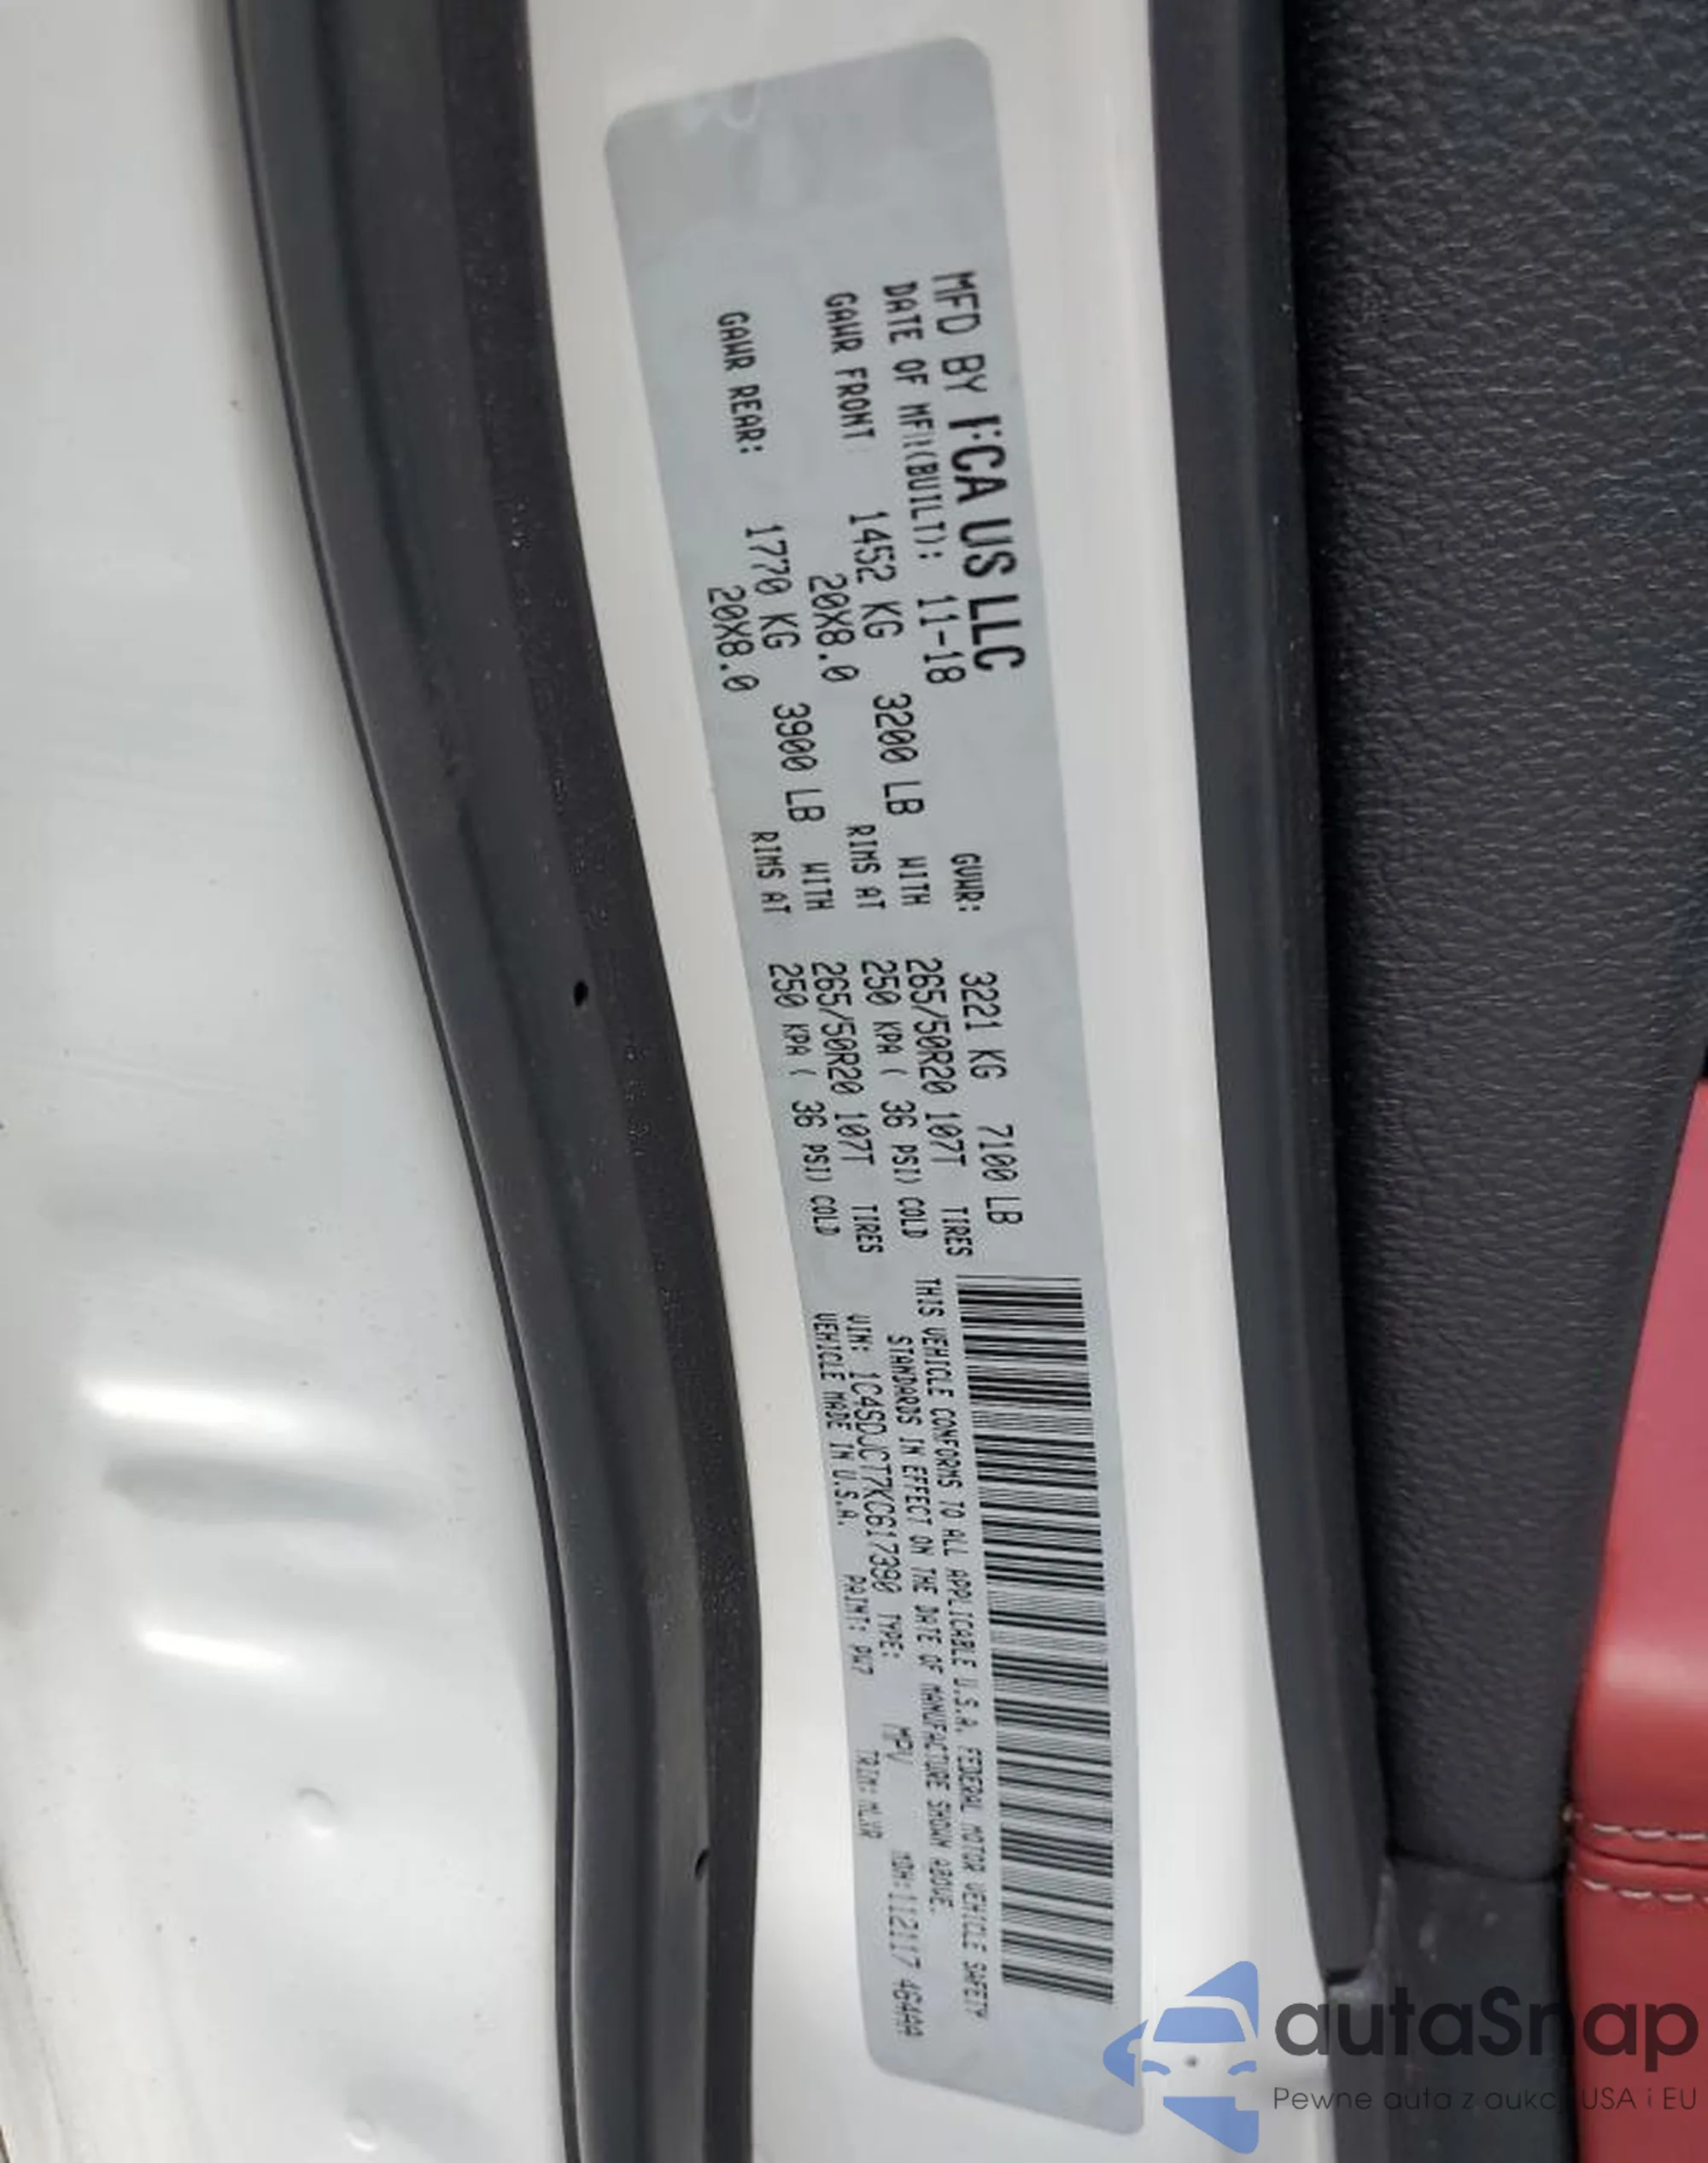 MFD BY FCA US LLC
DATE OF MFR(BUILT): 11-18 GVWR: 3221 KG 7100 LB
GAWR FRONT 1452 KG 3200 LB WITH 265/50R20 107T TIRES
20X8.0 RIMS AT 250 KPA ( 36 PSI) COLD
GAWR REAR: 1770 KG 3900 LB WITH 265/50R20 107T TIRES
20X8.0 RIMS AT 250 KPA ( 36 PSI) COLD
THIS VEHICLE CONFORMS TO ALL APPLICABLE U.S.A. FEDERAL MOTOR VEHICLE SAFETY
STANDARDS IN EFFECT ON THE DATE OF MANUFACTURE SHOWN ABOVE.
VIN: 1C4SDJCT7KC617390 TYPE: MPV MDH:112117 46AAA
VEHICLE MADE IN U.S.A. PAINT: PW7 TRIM: MLXR
autaSnap
Pewne auta z aukcji USA i EU